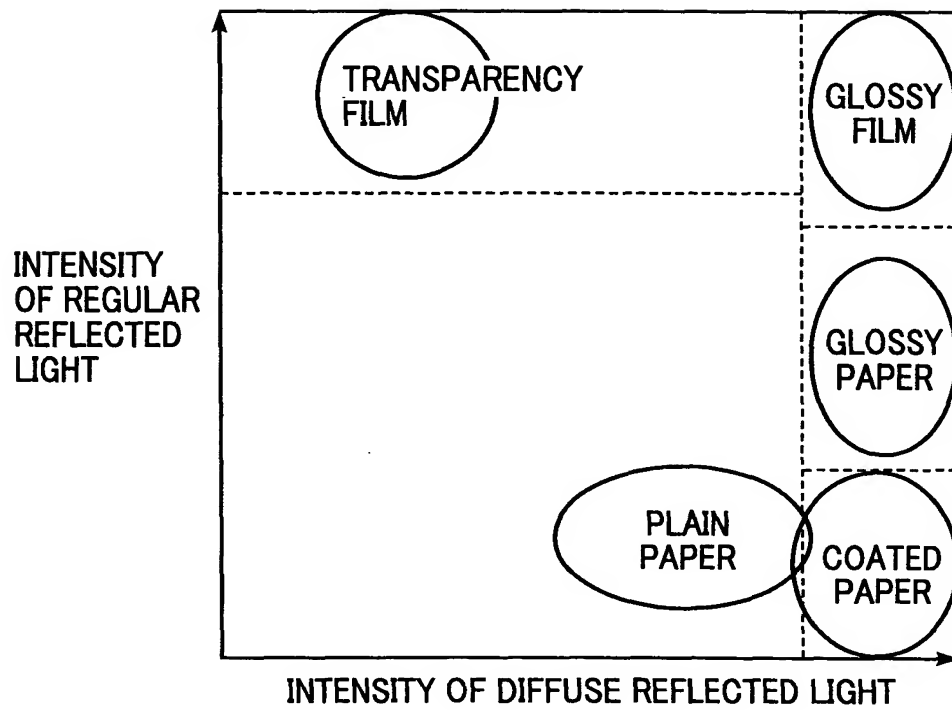 TRANSPARENCY
FILM
GLOSSY
FILM
INTENSITY
OF REGULAR
REFLECTED
LIGHT
GLOSSY
PAPER
PLAIN
PAPER
COATED
PAPER
INTENSITY OF DIFFUSE REFLECTED LIGHT